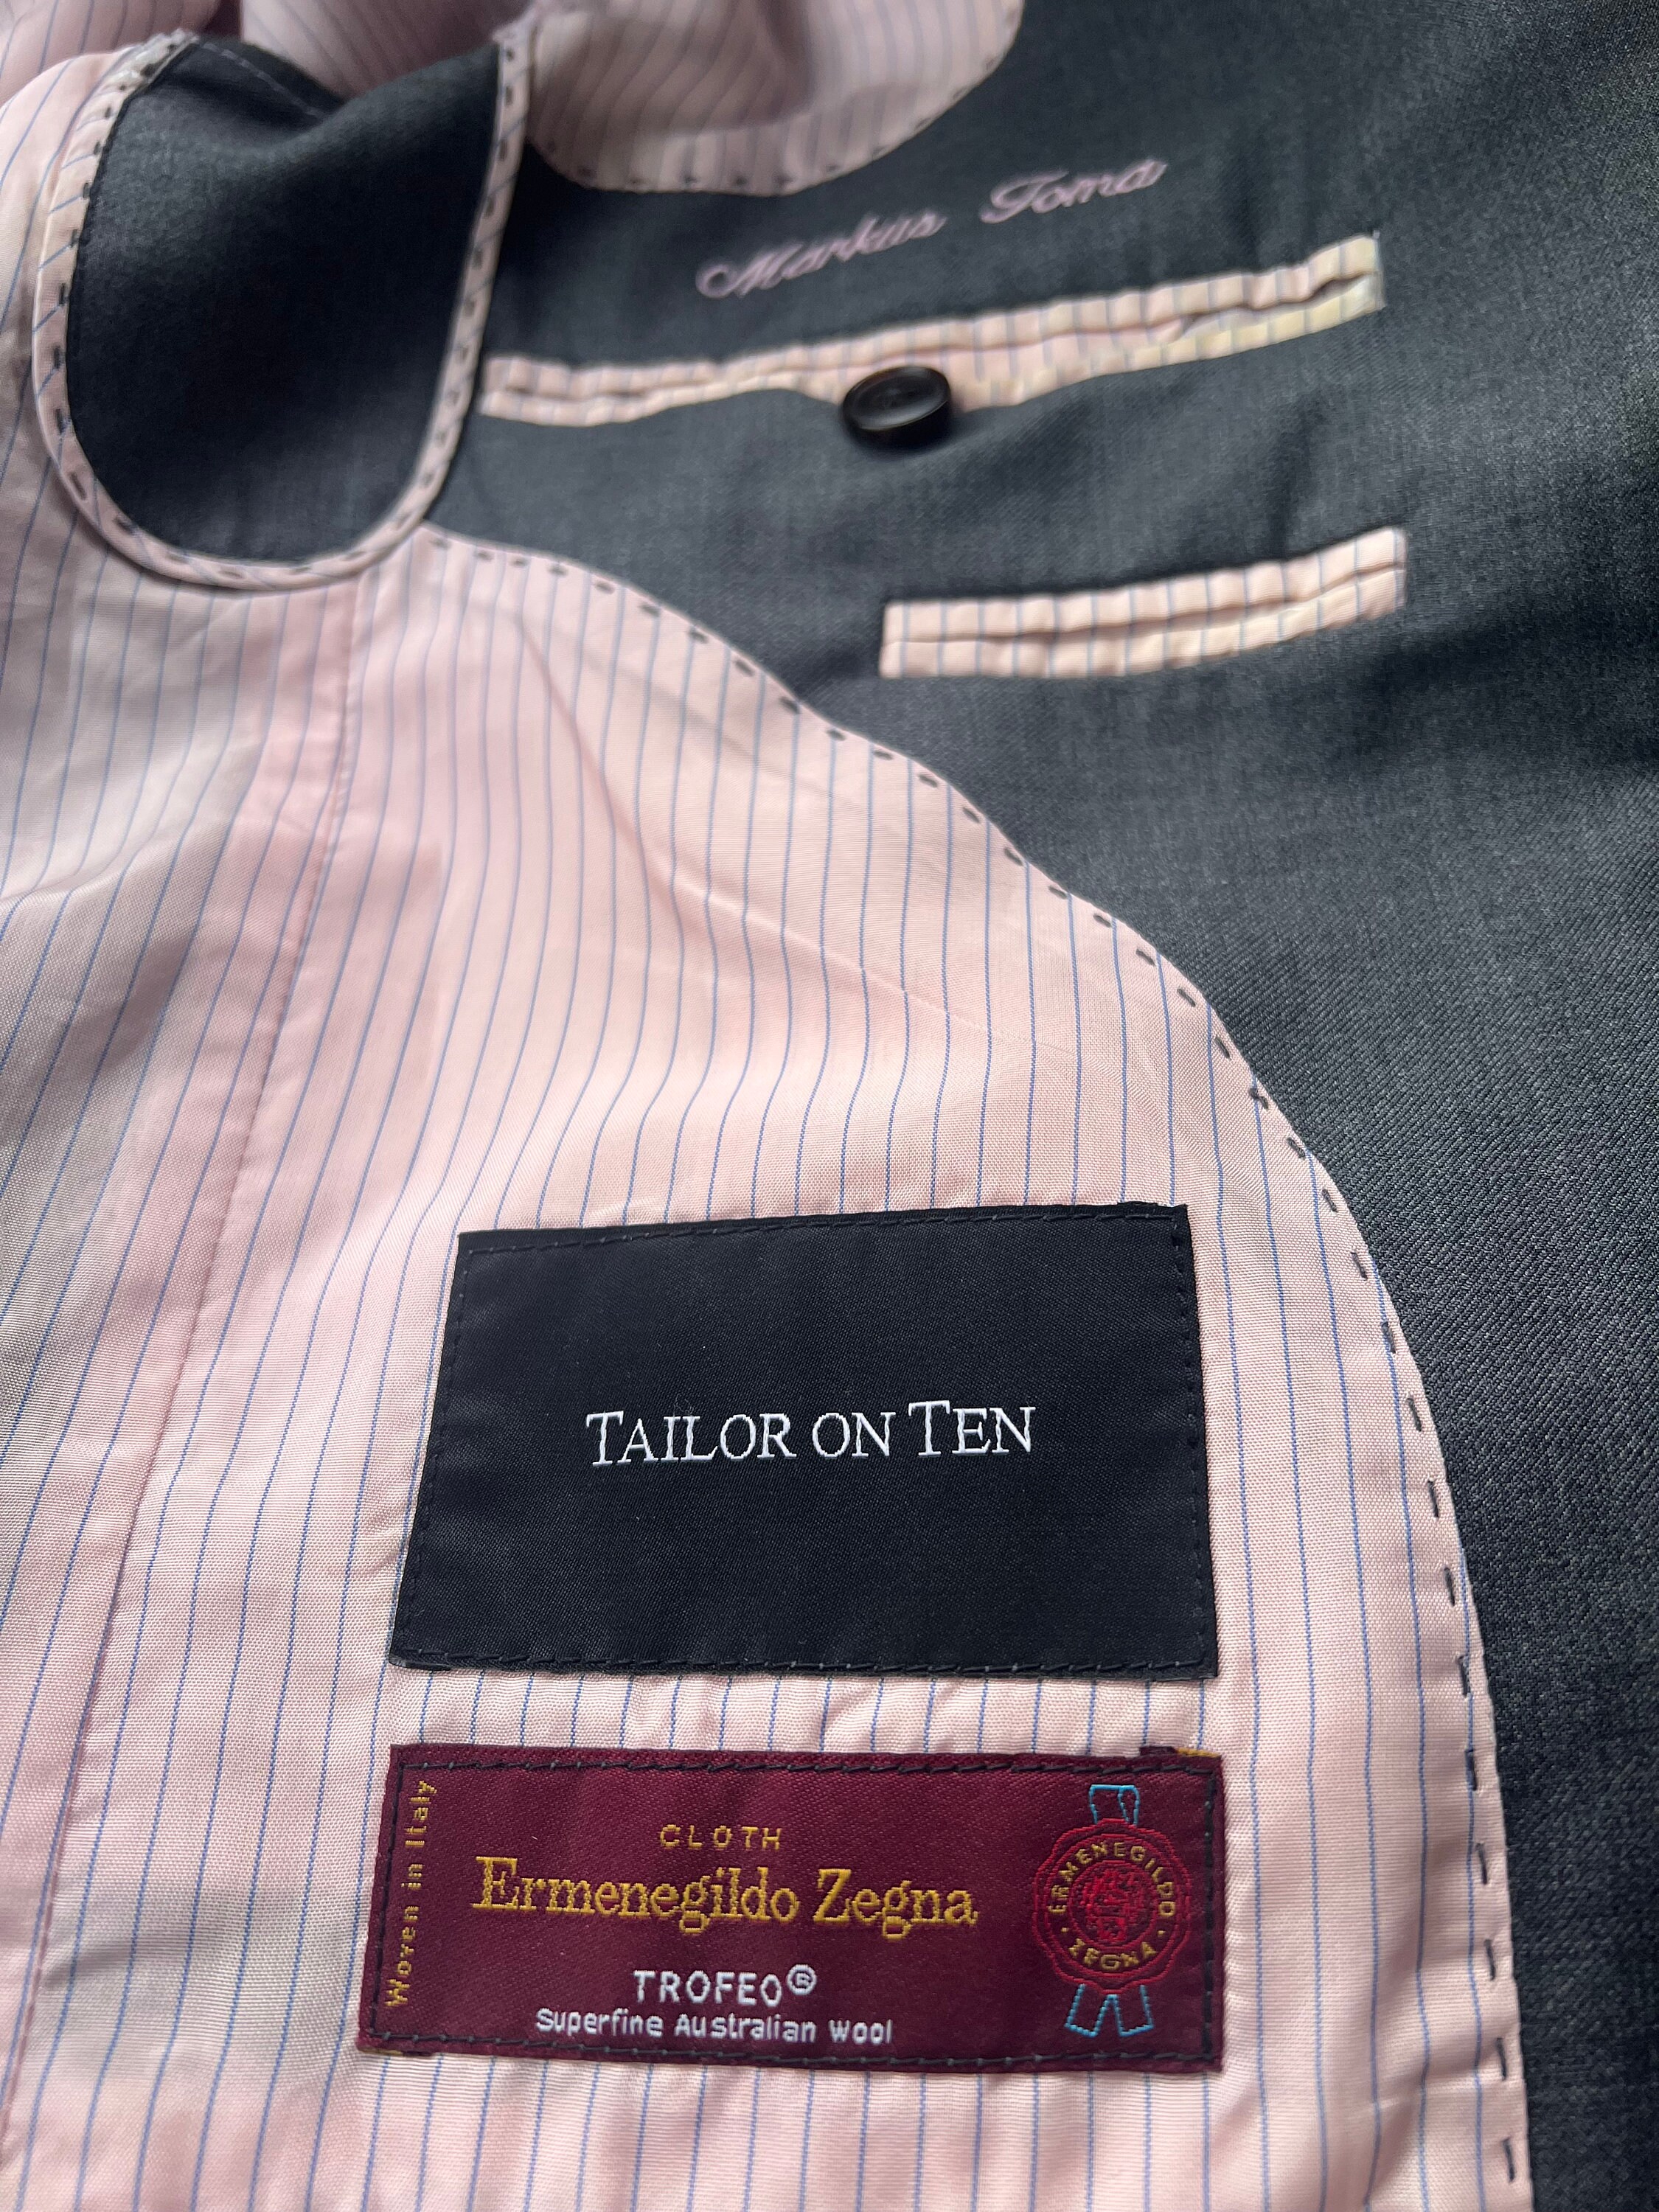 Markus Toma
TAILOR ON TEN
Woven in Italy
CLOTH
Ermenegildo Zegna
TROFEO®
Superfine Australian Wool
ERMENEGILDO
ZEGNA